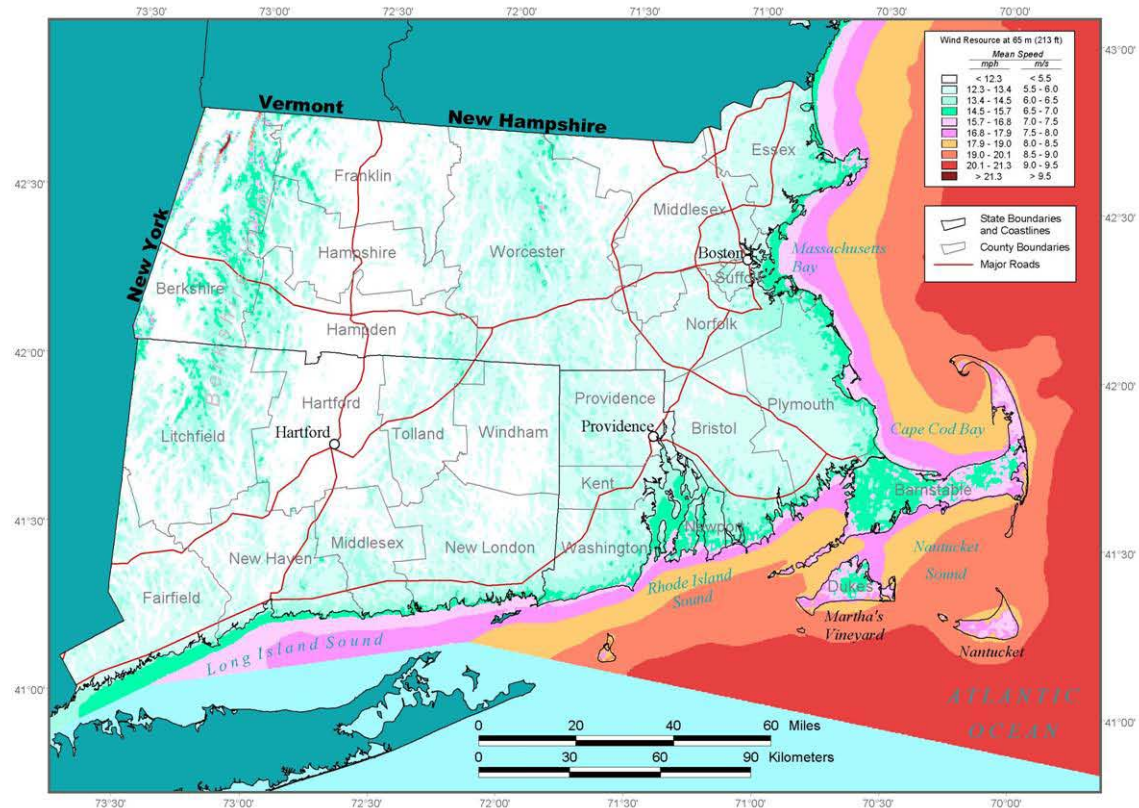 73°30' 73°00' 72°30' 72°00' 71°30' 71°00' 70°30' 70°00'
43°00'
Wind Resource at 65 m (213 ft)
Mean Speed
mph m/s
< 12.3 < 5.5
12.3 - 13.4 5.5 - 6.0
13.4 - 14.5 6.0 - 6.5
14.5 - 15.7 6.5 - 7.0
15.7 - 16.8 7.0 - 7.5
16.8 - 17.9 7.5 - 8.0
17.9 - 19.0 8.0 - 8.5
19.0 - 20.1 8.5 - 9.0
20.1 - 21.3 9.0 - 9.5
> 21.3 > 9.5
State Boundaries
and Coastlines
County Boundaries
Major Roads
Vermont
New Hampshire
New York
42°30' 42°30'
Essex
Franklin
Middlesex
Hampshire
Worcester
Boston
Massachusetts
Bay
Suffolk
Berkshire
Norfolk
Hampden
42°00' 42°00'
Hartford
Providence
Plymouth
Litchfield
Hartford
Tolland
Windham
Providence
Bristol
Cape Cod Bay
Kent
Barnstable
41°30' 41°30'
New Haven
Middlesex
New London
Washington
Newport
Nantucket
Sound
Fairfield
Rhode Island
Sound
Dukes
Martha's
Vineyard
Nantucket
Long Island Sound
41°00' 41°00'
ATLANTIC
OCEAN
0 20 40 60 Miles
0 30 60 90 Kilometers
73°30' 73°00' 72°30' 72°00' 71°30' 71°00' 70°30' 70°00'